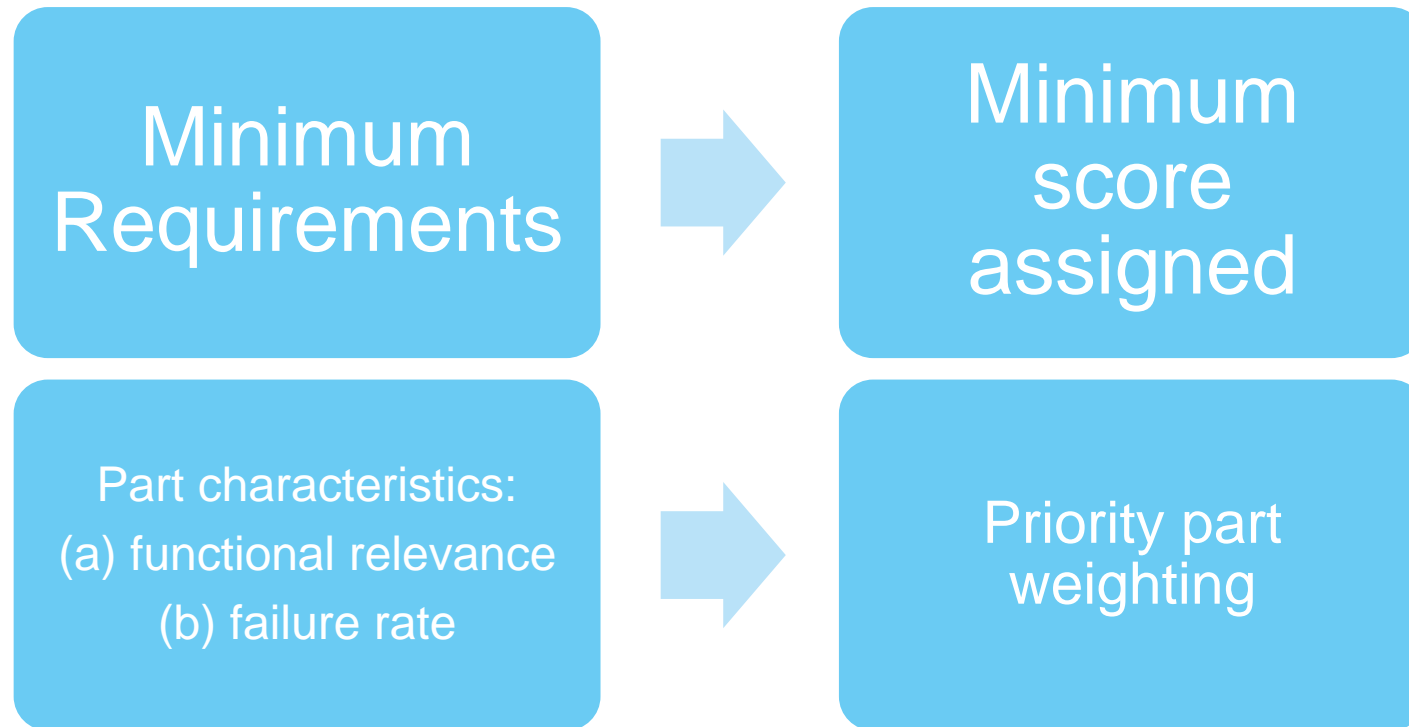 Minimum
Requirements
Minimum
score
assigned
Part characteristics:
(a) functional relevance
(b) failure rate
Priority part
weighting